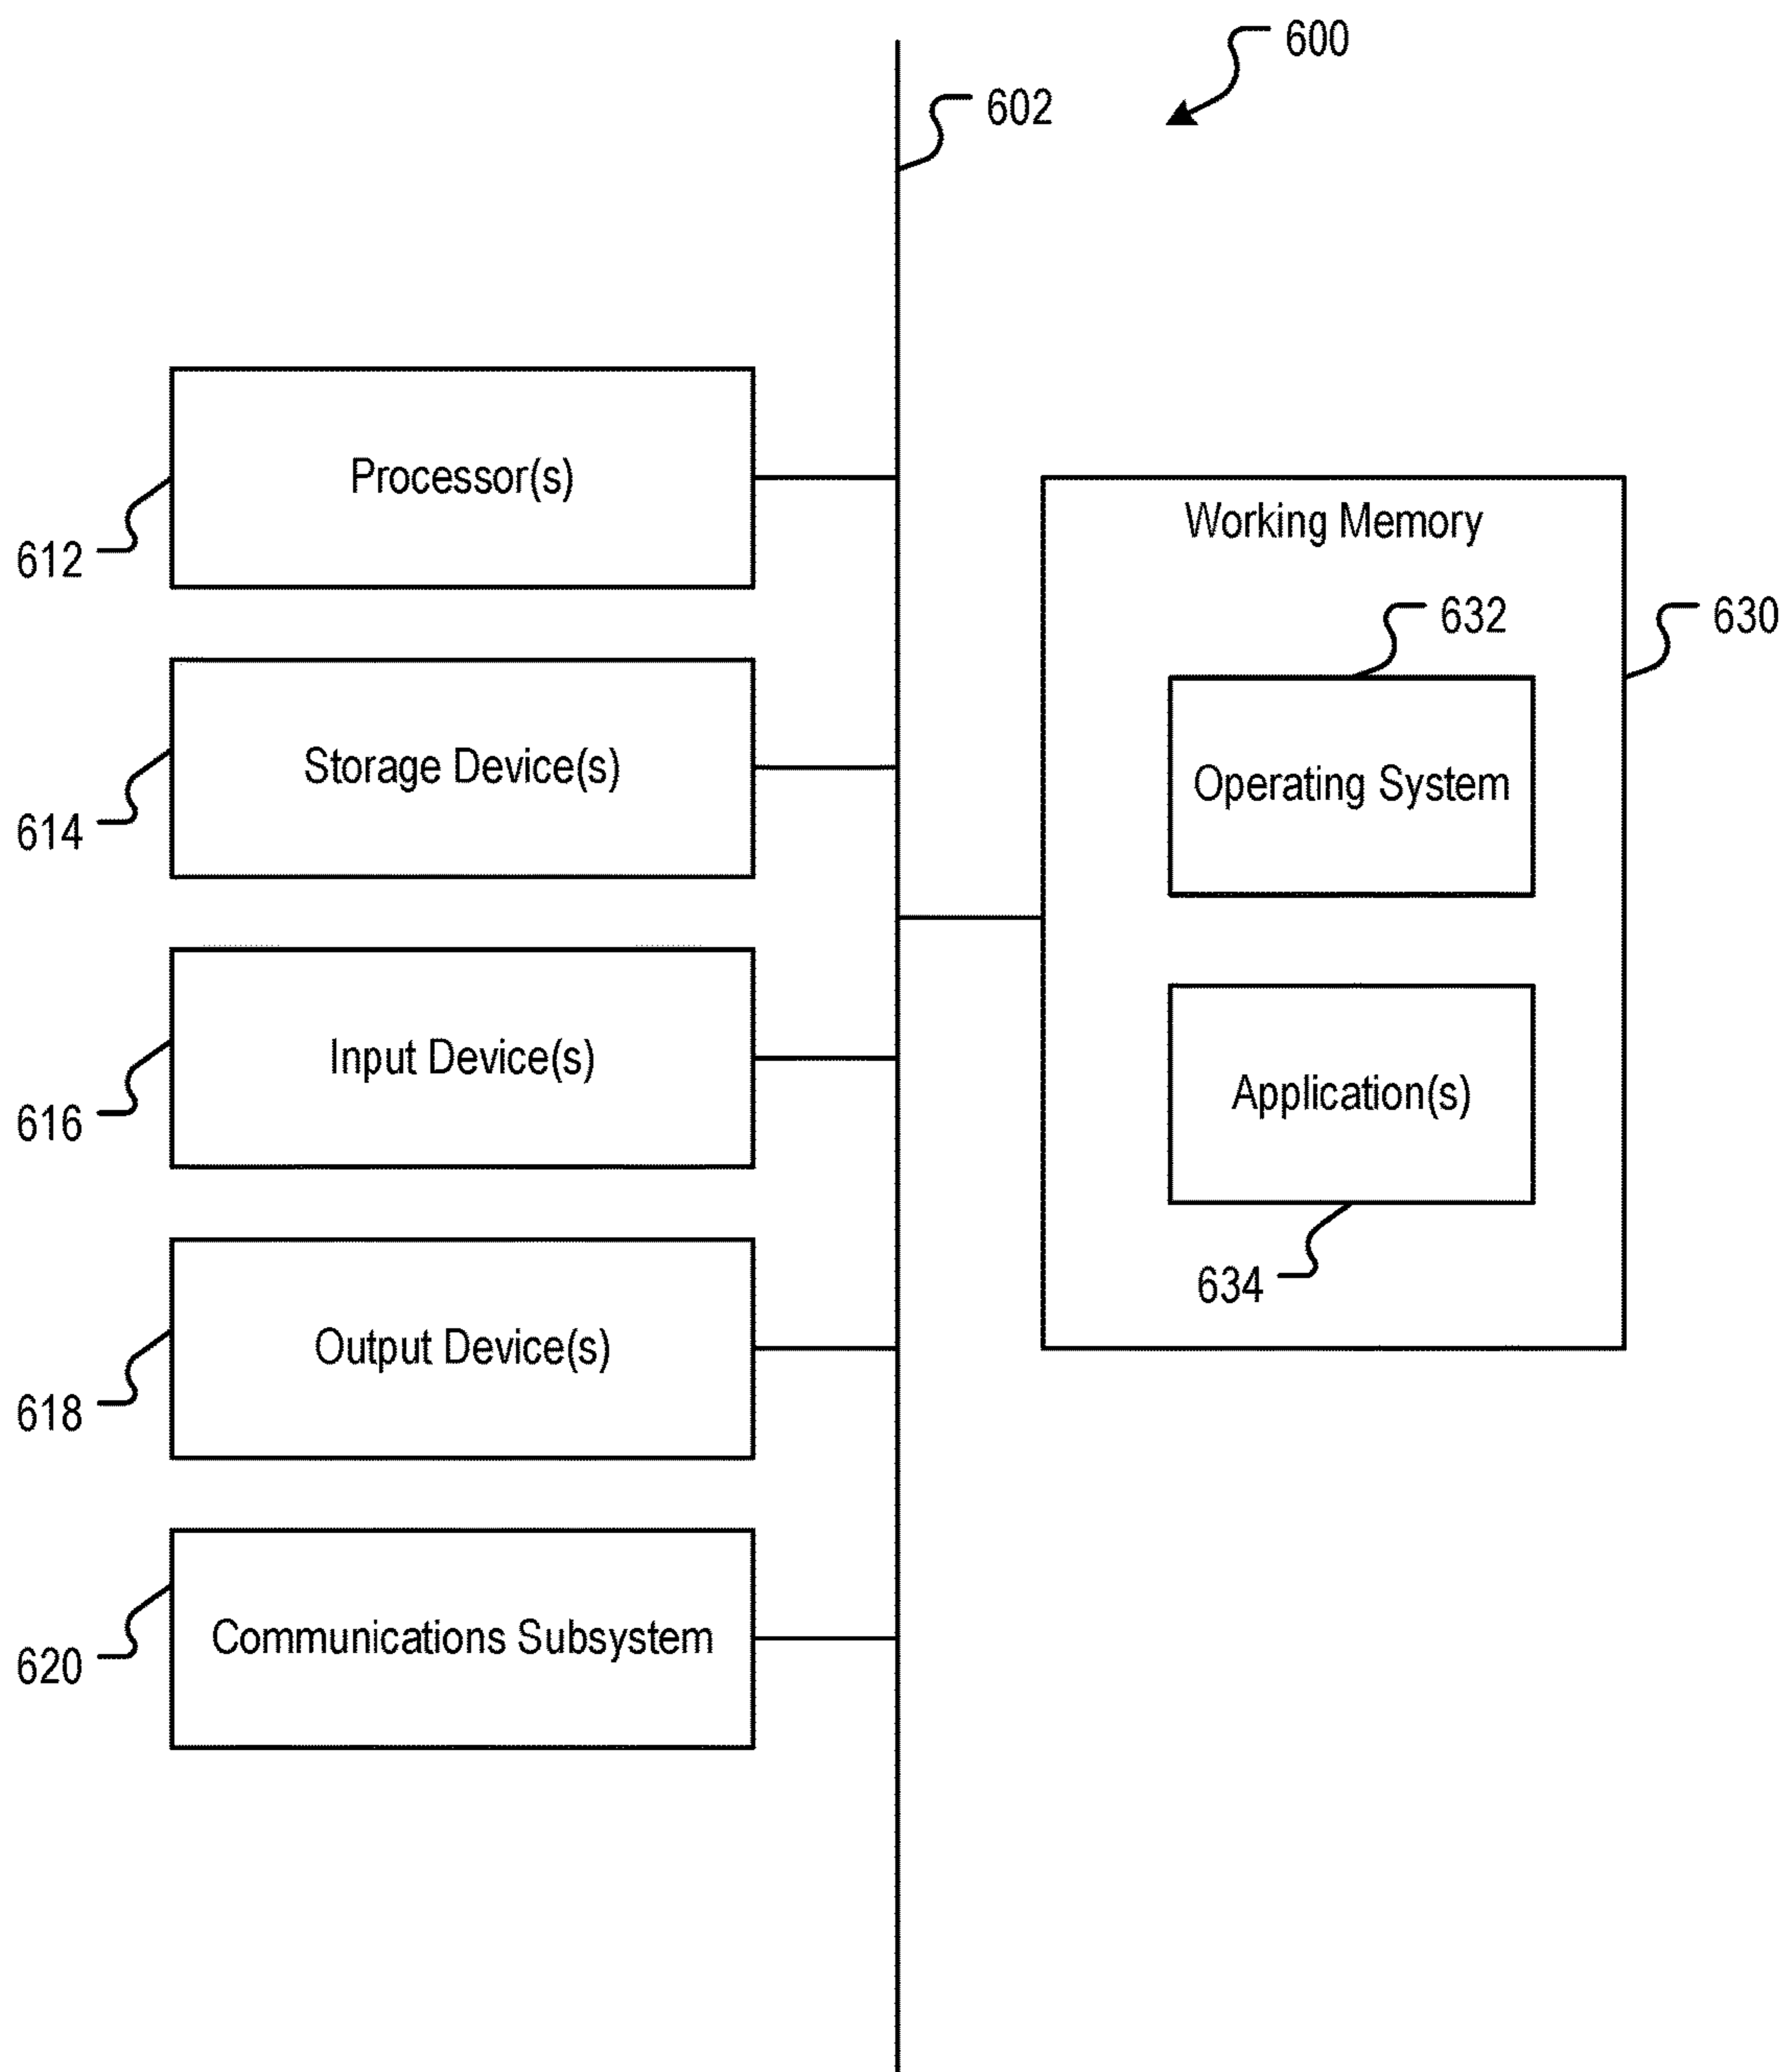 600
602
Processor(s)
612
Working Memory
632
630
Storage Device(s)
614
Operating System
Input Device(s)
616
Application(s)
634
Output Device(s)
618
Communications Subsystem
620